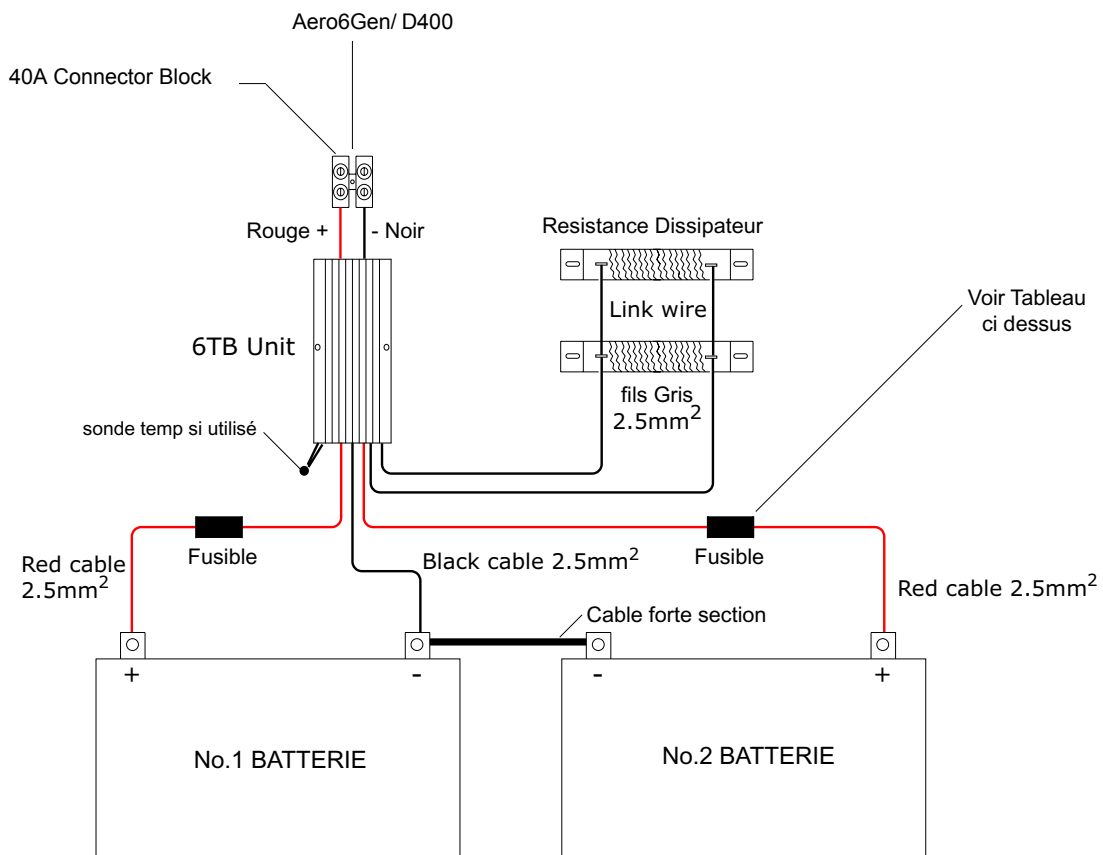 Aero6Gen/ D400
40A Connector Block
Rouge +
- Noir
Resistance Dissipateur
Link wire
Voir Tableau
ci dessus
6TB Unit
fils Gris
2.5mm²
sonde temp si utilisé
Fusible
Fusible
Red cable
2.5mm²
Black cable 2.5mm²
Red cable 2.5mm²
Cable forte section
+
-
-
+
No.1 BATTERIE
No.2 BATTERIE